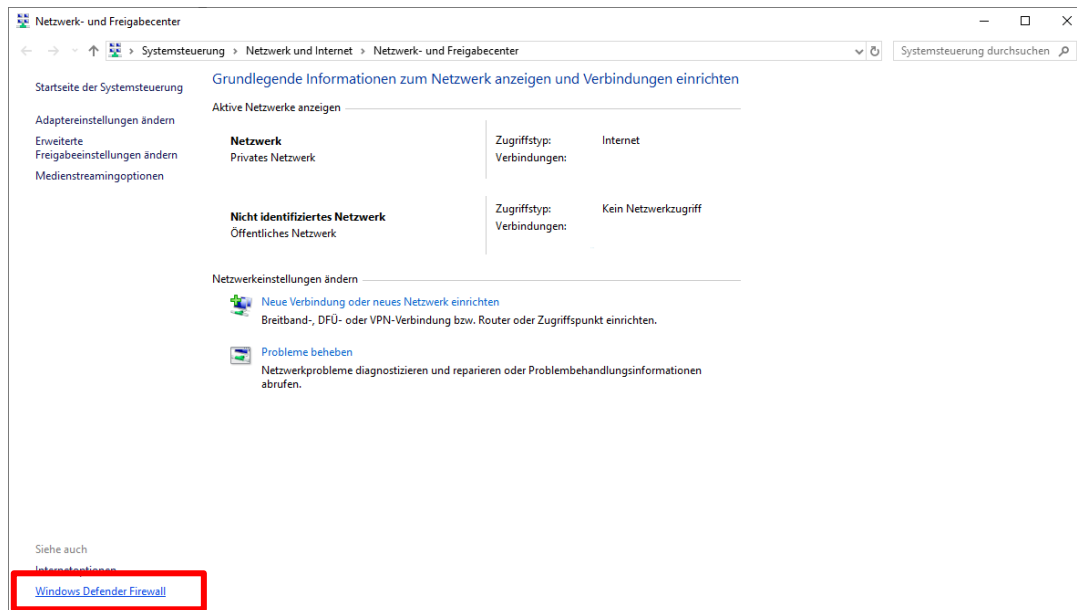 Netzwerk- und Freigabecenter
Systemsteuerung > Netzwerk und Internet > Netzwerk- und Freigabecenter
Systemsteuerung durchsuchen
Startseite der Systemsteuerung
Adaptereinstellungen ändern
Erweiterte
Freigabeeinstellungen ändern
Medienstreamingoptionen
Grundlegende Informationen zum Netzwerk anzeigen und Verbindungen einrichten
Aktive Netzwerke anzeigen
Netzwerk
Privates Netzwerk
Zugriffstyp: Internet
Verbindungen:
Nicht identifiziertes Netzwerk
Öffentliches Netzwerk
Zugriffstyp: Kein Netzwerkzugriff
Verbindungen:
Netzwerkeinstellungen ändern
Neue Verbindung oder neues Netzwerk einrichten
Breitband-, DFÜ- oder VPN-Verbindung bzw. Router oder Zugriffspunkt einrichten.
Probleme beheben
Netzwerkprobleme diagnostizieren und reparieren oder Problembehandlungsinformationen
abrufen.
Siehe auch
Internetoptionen
Windows Defender Firewall